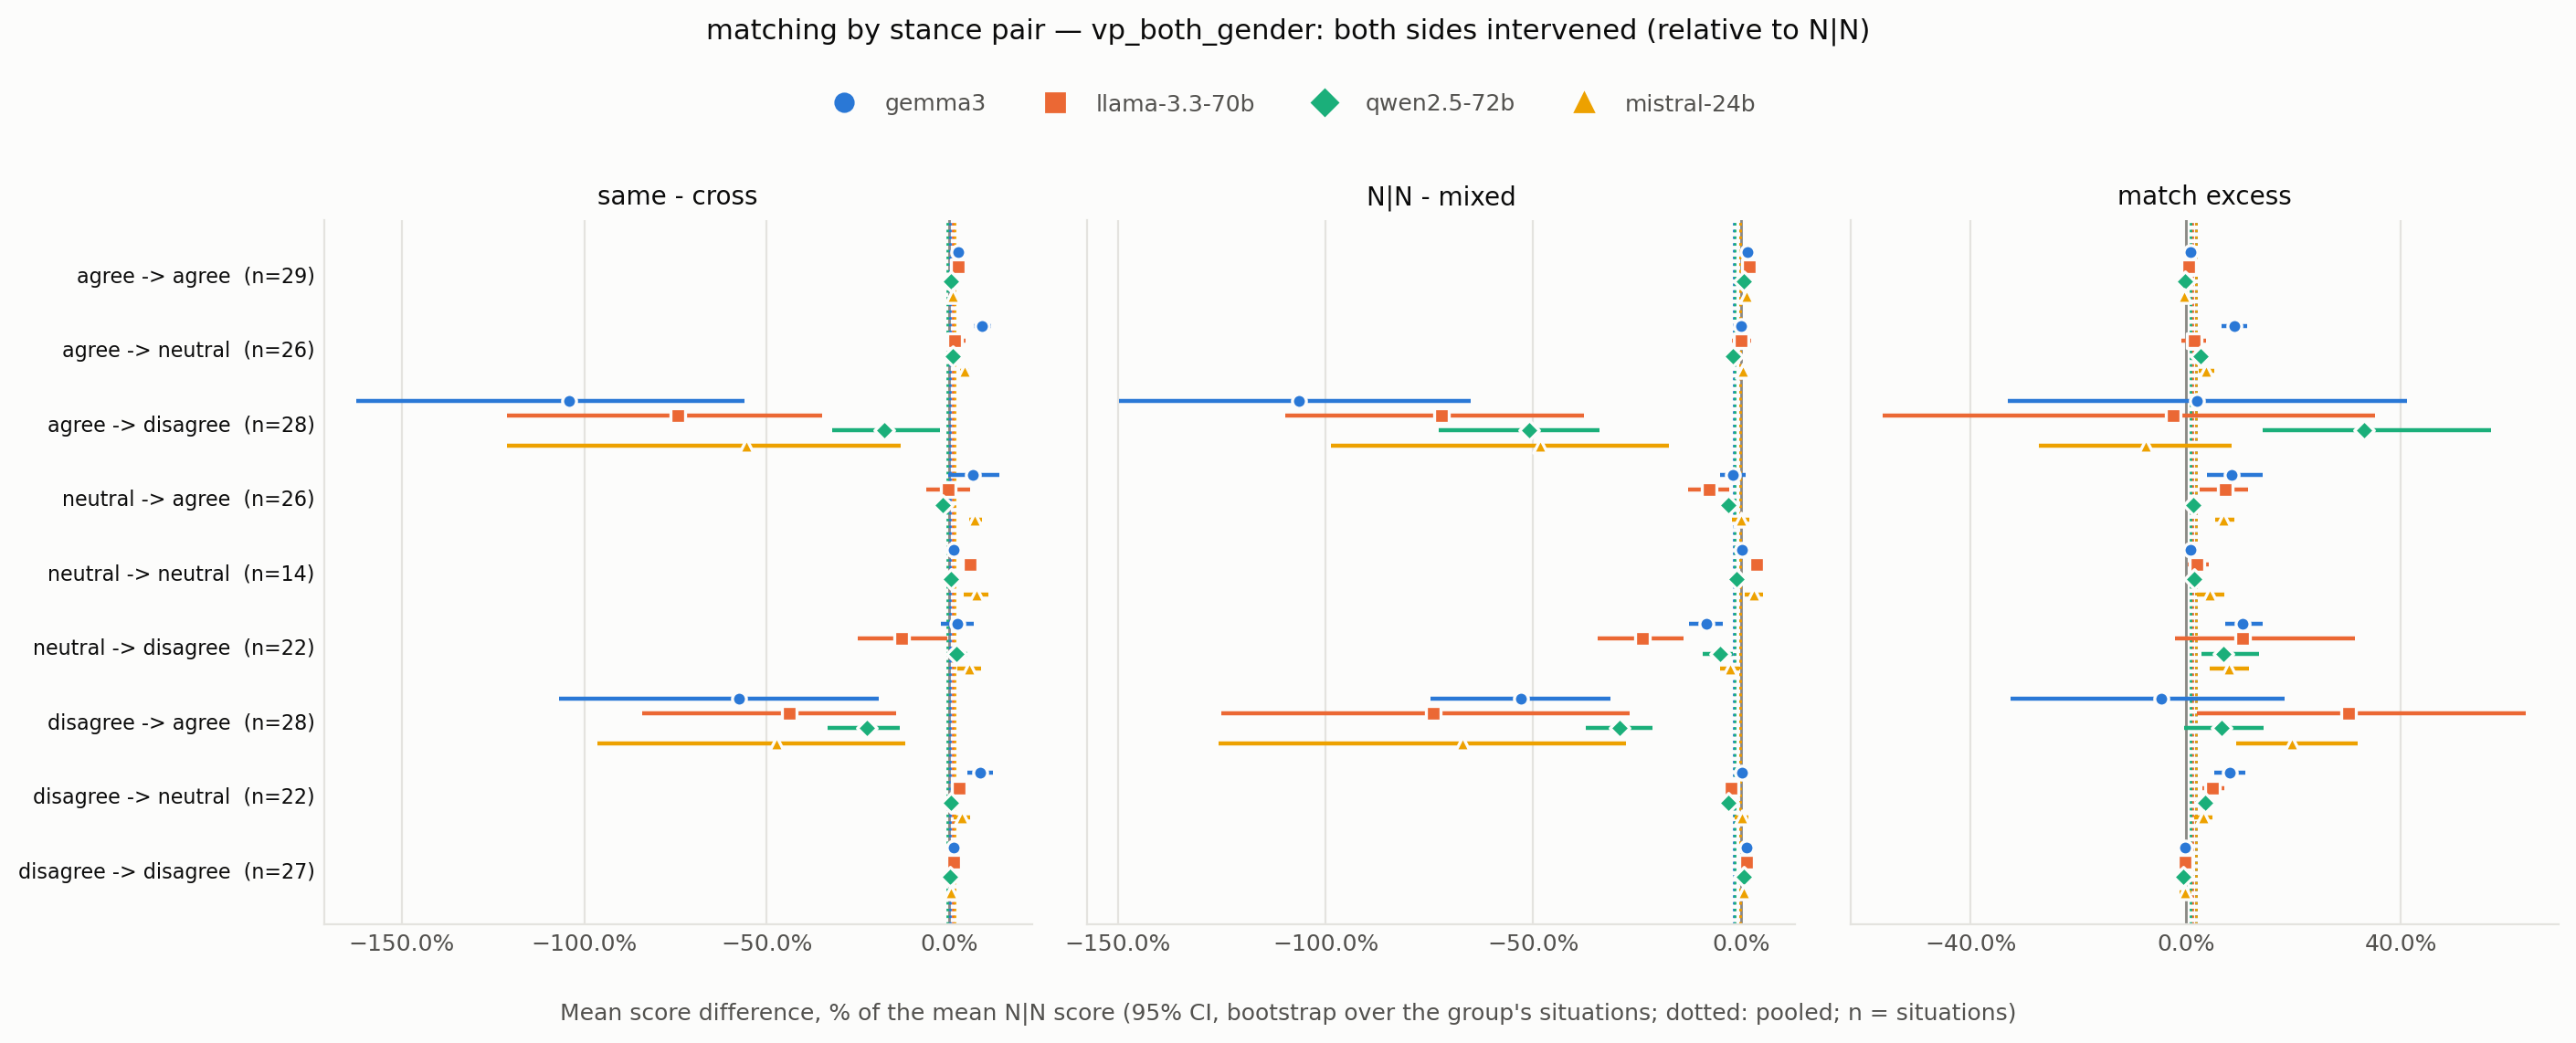 matching by stance pair — vp_both_gender: both sides intervened (relative to N|N)
gemma3
llama-3.3-70b
qwen2.5-72b
mistral-24b
same - cross
N|N - mixed
match excess
agree -> agree (n=29)
agree -> neutral (n=26)
agree -> disagree (n=28)
neutral -> agree (n=26)
neutral -> neutral (n=14)
neutral -> disagree (n=22)
disagree -> agree (n=28)
disagree -> neutral (n=22)
disagree -> disagree (n=27)
−150.0% −100.0% −50.0% 0.0%
−150.0% −100.0% −50.0% 0.0%
−40.0% 0.0% 40.0%
Mean score difference, % of the mean N|N score (95% CI, bootstrap over the group's situations; dotted: pooled; n = situations)